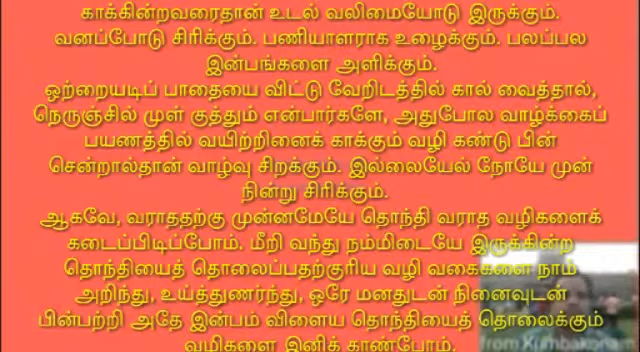 காக்கின்றவரைதான் உடல் வலிமையோடு இருக்கும்.
வனப்போடு சிரிக்கும். பணியாளராக உழைக்கும். பலப்பல
இன்பங்களை அளிக்கும்.
ஒற்றையடிப் பாதையை விட்டு வேறிடத்தில் கால் வைத்தால்,
நெருஞ்சில் முள் குத்தும் என்பார்களே, அதுபோல வாழ்க்கைப்
பயணத்தில் வயிற்றினைக் காக்கும் வழி கண்டு பின்
சென்றால்தான் வாழ்வு சிறக்கும். இல்லையேல் நோயே முன்
நின்று சிரிக்கும்.
ஆகவே, வராததற்கு முன்னமேயே தொந்தி வராத வழிகளைக்
கடைப்பிடிப்போம். மீறி வந்து நம்மிடையே இருக்கின்ற
தொந்தியைத் தொலைப்பதற்குரிய வழி வகைகளை நாம்
அறிந்து, உய்த்துணர்ந்து, ஒரே மனதுடன் நினைவுடன்
பின்பற்றி அதே இன்பம் விளைய தொந்தியைத் தொலைக்கும்
வழிகளை இனிக் காண்போம்.
from Kumbakonam